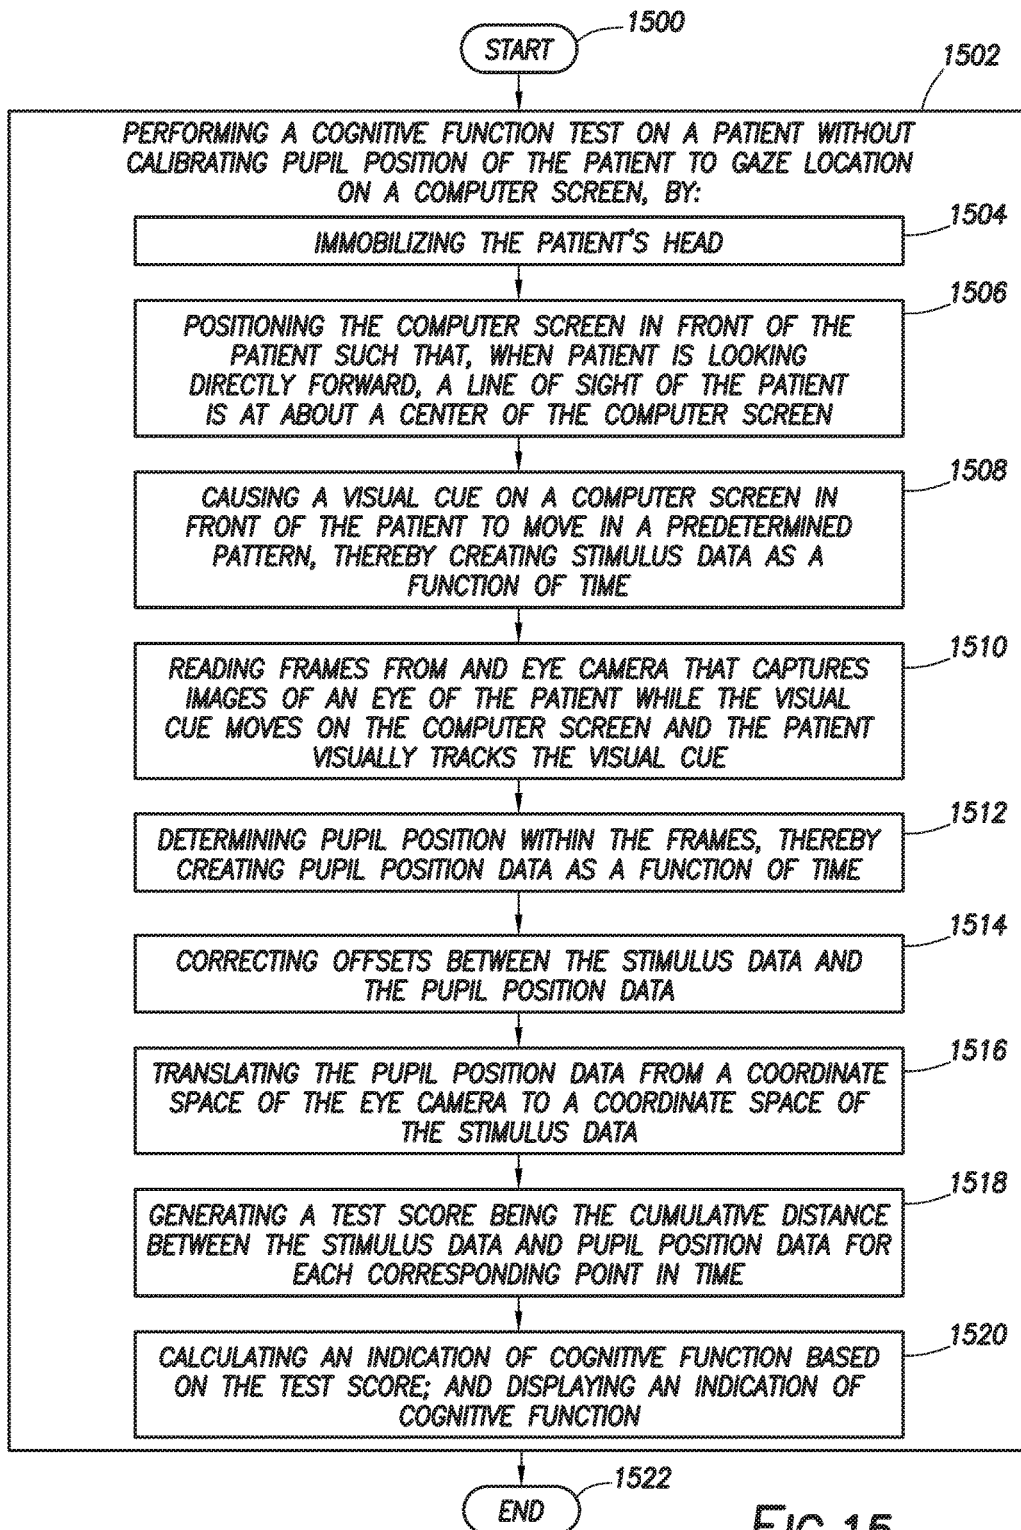 1500
START
1502
PERFORMING A COGNITIVE FUNCTION TEST ON A PATIENT WITHOUT
CALIBRATING PUPIL POSITION OF THE PATIENT TO GAZE LOCATION
ON A COMPUTER SCREEN, BY:
1504
IMMOBILIZING THE PATIENT'S HEAD
1506
POSITIONING THE COMPUTER SCREEN IN FRONT OF THE
PATIENT SUCH THAT, WHEN PATIENT IS LOOKING
DIRECTLY FORWARD, A LINE OF SIGHT OF THE PATIENT
IS AT ABOUT A CENTER OF THE COMPUTER SCREEN
1508
CAUSING A VISUAL CUE ON A COMPUTER SCREEN IN
FRONT OF THE PATIENT TO MOVE IN A PREDETERMINED
PATTERN, THEREBY CREATING STIMULUS DATA AS A
FUNCTION OF TIME
1510
READING FRAMES FROM AND EYE CAMERA THAT CAPTURES
IMAGES OF AN EYE OF THE PATIENT WHILE THE VISUAL
CUE MOVES ON THE COMPUTER SCREEN AND THE PATIENT
VISUALLY TRACKS THE VISUAL CUE
1512
DETERMINING PUPIL POSITION WITHIN THE FRAMES, THEREBY
CREATING PUPIL POSITION DATA AS A FUNCTION OF TIME
1514
CORRECTING OFFSETS BETWEEN THE STIMULUS DATA AND
THE PUPIL POSITION DATA
1516
TRANSLATING THE PUPIL POSITION DATA FROM A COORDINATE
SPACE OF THE EYE CAMERA TO A COORDINATE SPACE OF
THE STIMULUS DATA
1518
GENERATING A TEST SCORE BEING THE CUMULATIVE DISTANCE
BETWEEN THE STIMULUS DATA AND PUPIL POSITION DATA FOR
EACH CORRESPONDING POINT IN TIME
1520
CALCULATING AN INDICATION OF COGNITIVE FUNCTION BASED
ON THE TEST SCORE; AND DISPLAYING AN INDICATION OF
COGNITIVE FUNCTION
1522
END
FIG.15